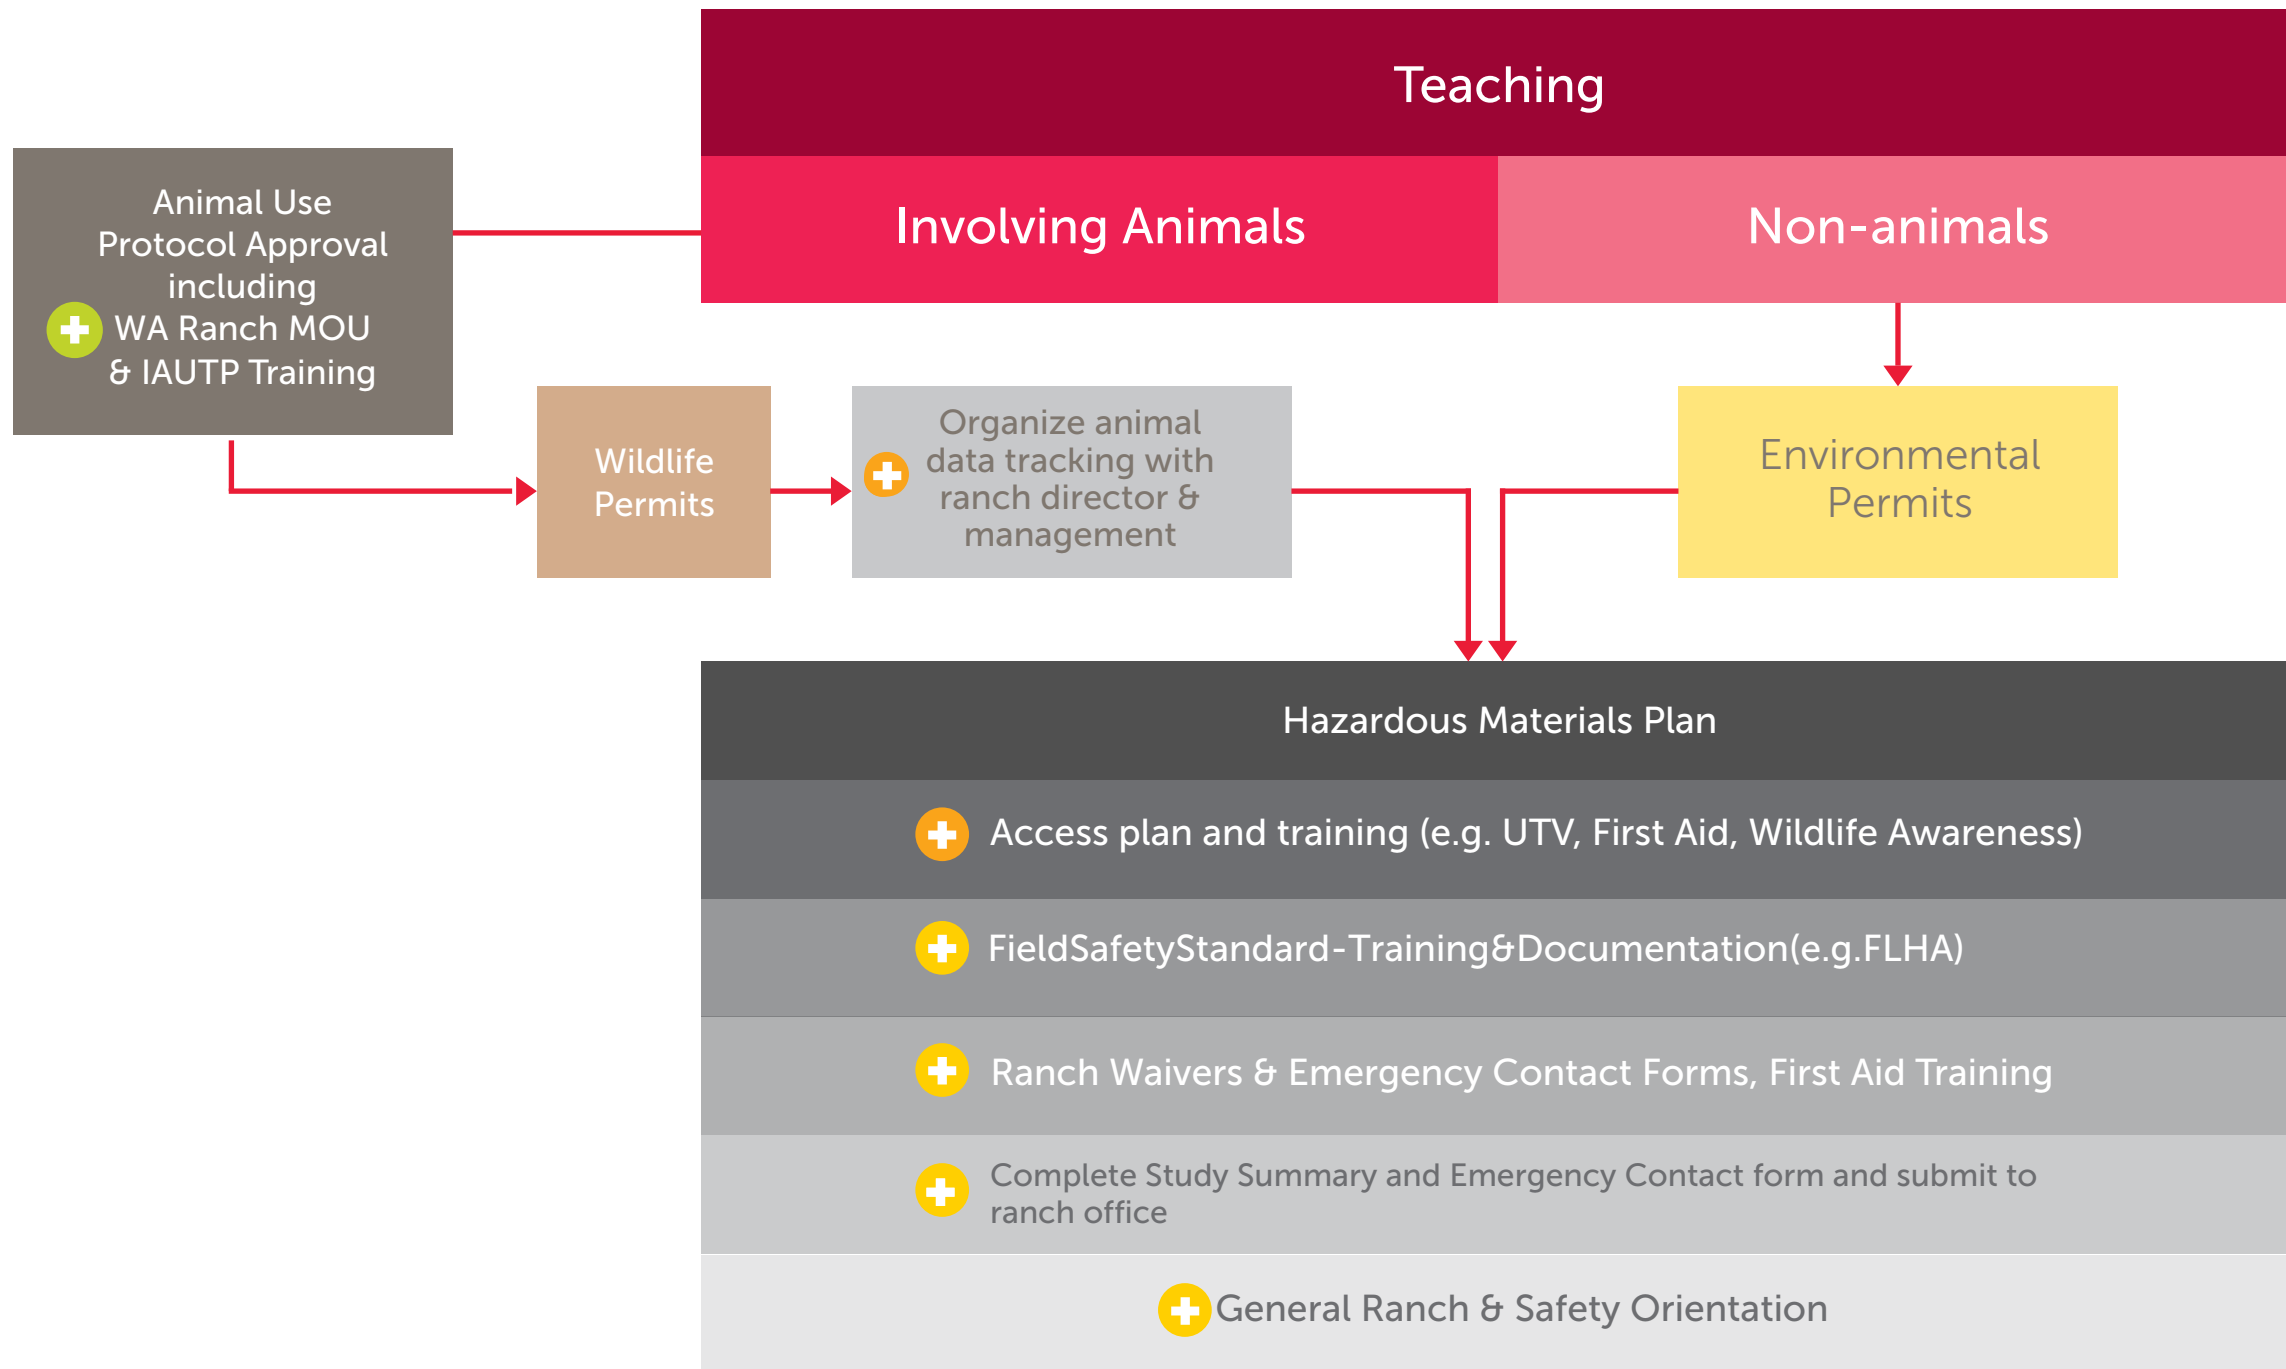 Teaching
Involving Animals
Non-animals
Animal Use
Protocol Approval
including
WA Ranch MOU
& IAUTP Training
Wildlife
Permits
Organize animal
data tracking with
ranch director &
management
Environmental
Permits
Hazardous Materials Plan
Access plan and training (e.g. UTV, First Aid, Wildlife Awareness)
FieldSafetyStandard-Training&Documentation(e.g.FLHA)
Ranch Waivers & Emergency Contact Forms, First Aid Training
Complete Study Summary and Emergency Contact form and submit to
ranch office
General Ranch & Safety Orientation